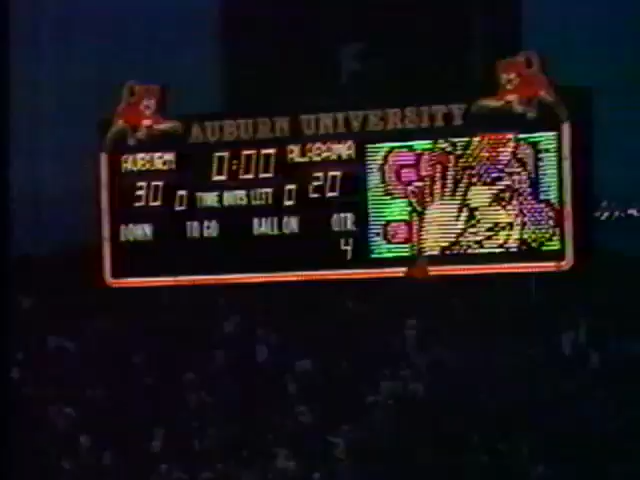 AUBURN UNIVERSITY
AUBURN 0:00 ALABAMA
30 0 TIME OUTS LEFT 0 20
DOWN TO GO BALL ON QTR
4